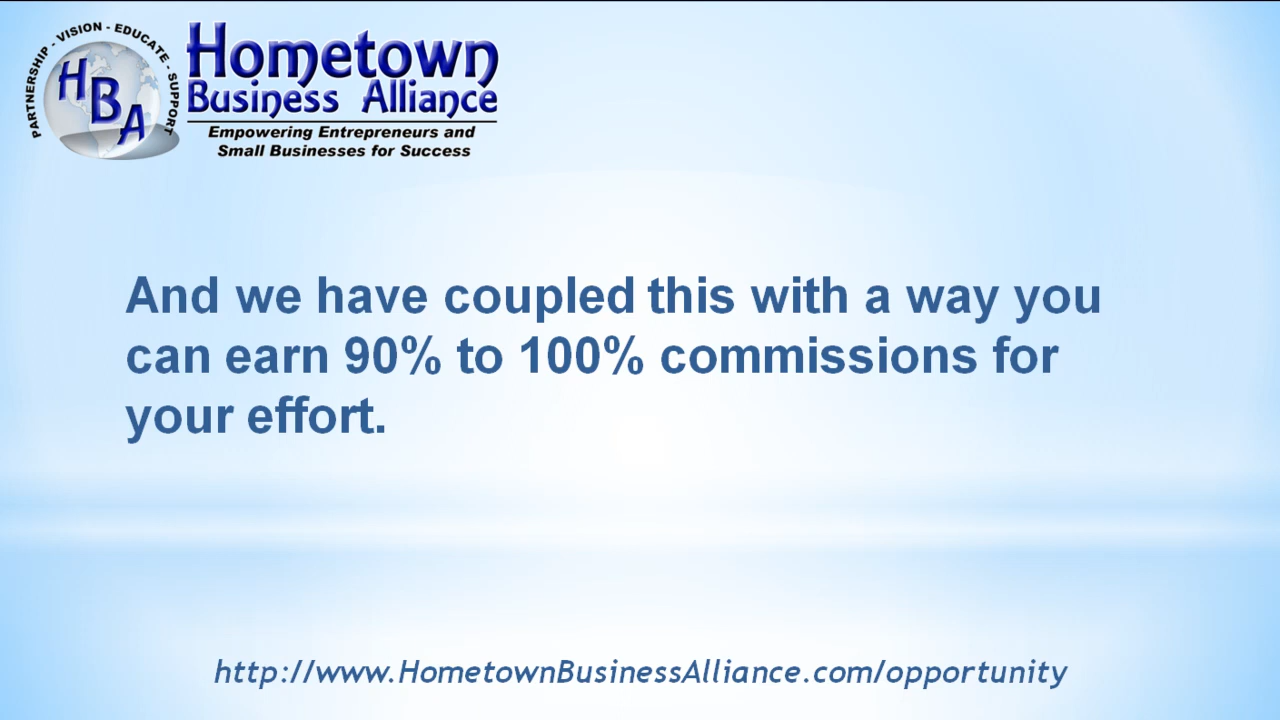 PARTNERSHIP - VISION - EDUCATE - SUPPORT
HBA
Hometown
Business Alliance
Empowering Entrepreneurs and
Small Businesses for Success
And we have coupled this with a way you
can earn 90% to 100% commissions for
your effort.
http://www.HometownBusinessAlliance.com/opportunity